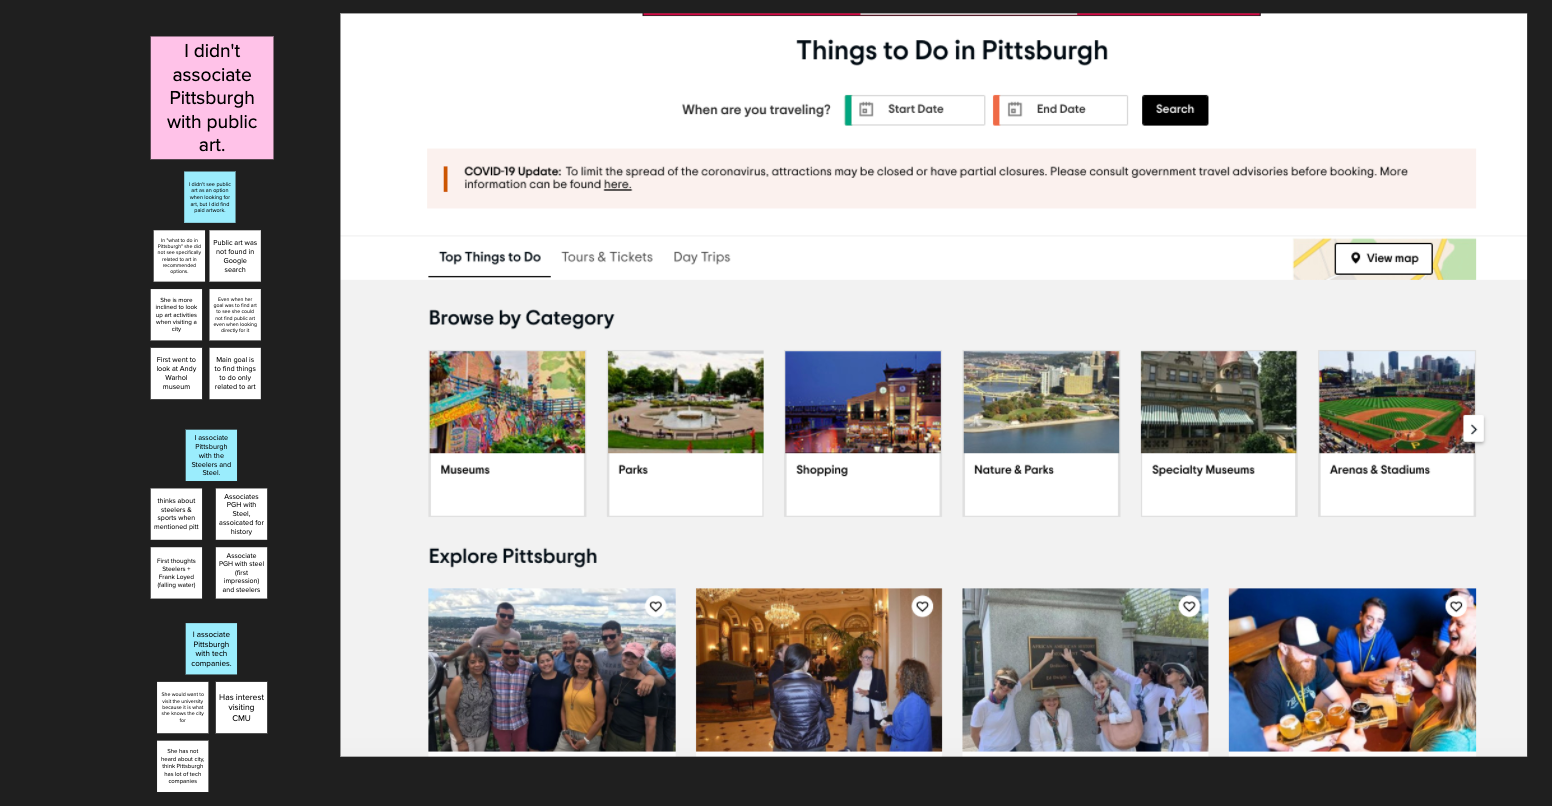 I didn't
associate
Pittsburgh
with public
art.
I didn't see public
art as an option
when looking for
art, but I did find
paid artwork.
In "what to do in
Pittsburgh" she did
not see specifically
related to art in
recommended
options.
Public art was
not found in
Google
search
She is more
inclined to look
up art activities
when visiting a
city
Even when her
goal was to find art
to see she could
not find public art
even when looking
directly for it
First went to
look at Andy
Warhol
museum
Main goal is
to find things
to do only
related to art
I associate
Pittsburgh
with the
Steelers and
Steel.
thinks about
steelers &
sports when
mentioned pitt
Associates
PGH with
Steel,
assoicated for
history
First thoughts
Steelers +
Frank Loyed
(falling water)
Associate
PGH with steel
(first
impression)
and steelers
I associate
Pittsburgh
with tech
companies.
She would want to
visit the university
because it is what
she knows the city
for
Has interest
visiting
CMU
She has not
heard about city,
think Pittsburgh
has lot of tech
companies
Things to Do in Pittsburgh
When are you traveling? Start Date End Date Search
COVID-19 Update: To limit the spread of the coronavirus, attractions may be closed or have partial closures. Please consult government travel advisories before booking. More
information can be found here.
Top Things to Do Tours & Tickets Day Trips View map
Browse by Category
Museums Parks Shopping Nature & Parks Specialty Museums Arenas & Stadiums
Explore Pittsburgh